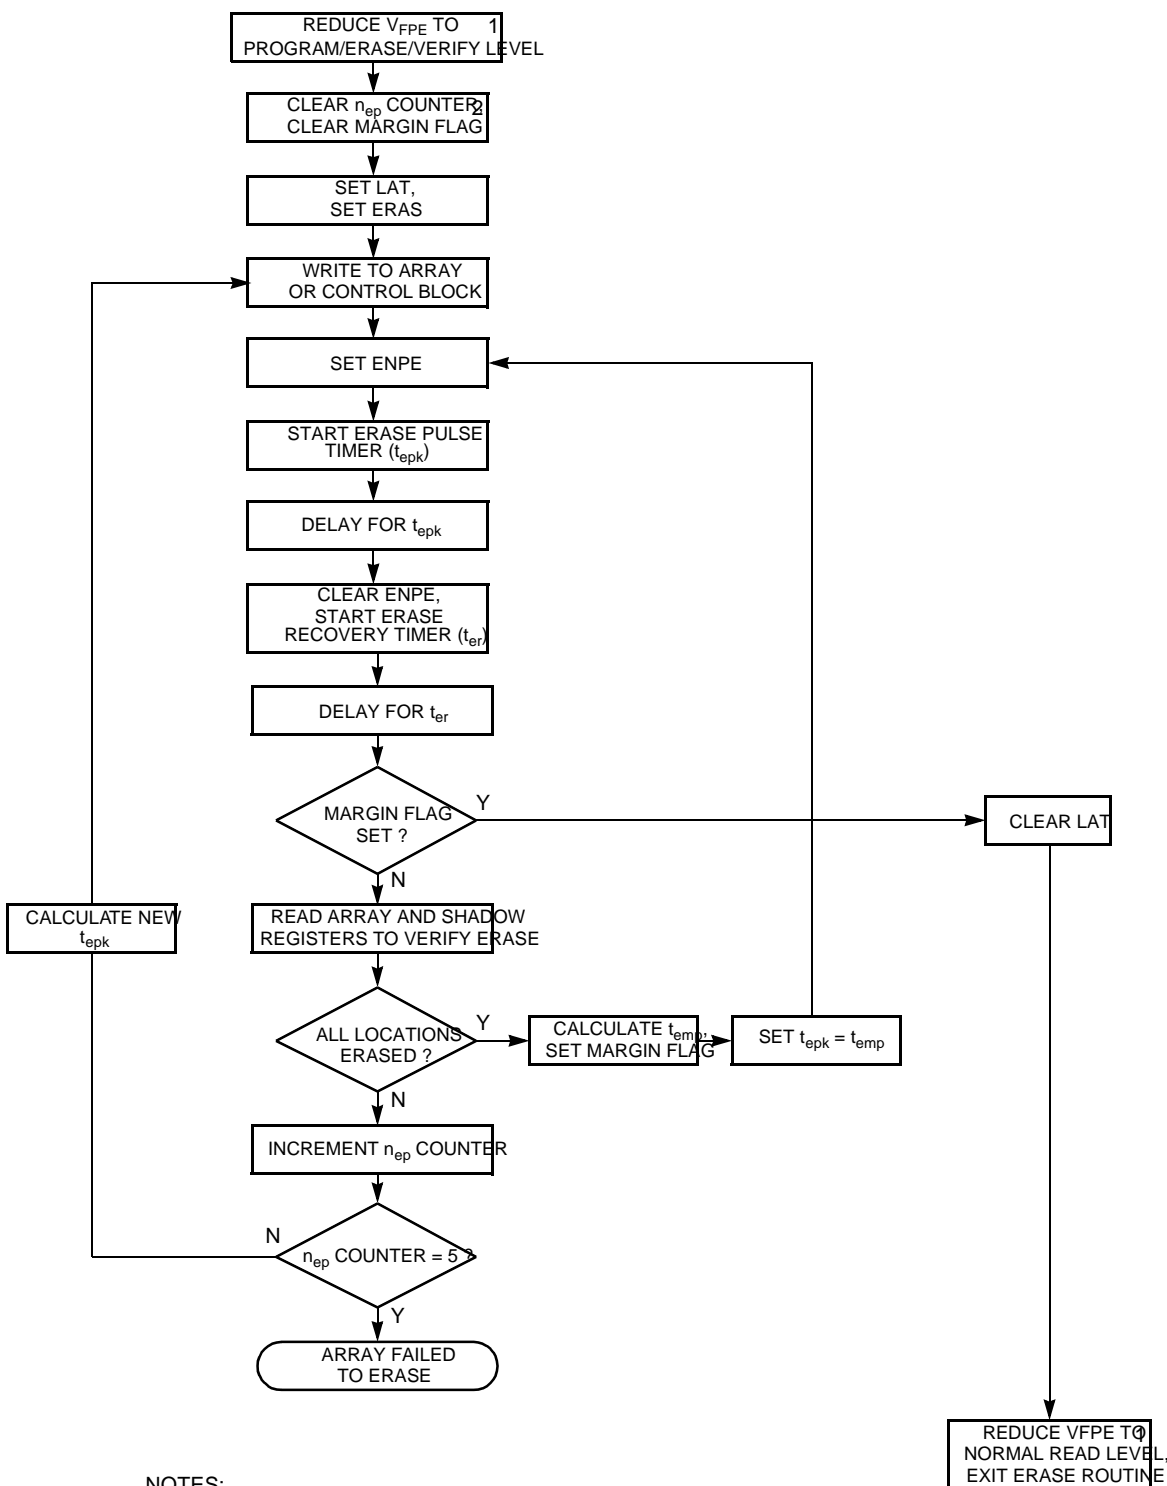 REDUCE VFPE TO 1
PROGRAM/ERASE/VERIFY LEVEL
CLEAR nep COUNTER, 2
CLEAR MARGIN FLAG
SET LAT,
SET ERAS
WRITE TO ARRAY
OR CONTROL BLOCK
SET ENPE
START ERASE PULSE
TIMER (tepk)
DELAY FOR tepk
CLEAR ENPE,
START ERASE
RECOVERY TIMER (ter)
DELAY FOR ter
MARGIN FLAG
SET ?
Y
CLEAR LAT
N
CALCULATE NEW
tepk
READ ARRAY AND SHADOW
REGISTERS TO VERIFY ERASE
ALL LOCATIONS
ERASED ?
Y
CALCULATE temp,
SET MARGIN FLAG
SET tepk = temp
N
INCREMENT nep COUNTER
N
nep COUNTER = 5 ?
Y
ARRAY FAILED
TO ERASE
REDUCE VFPE TO 1
NORMAL READ LEVEL,
EXIT ERASE ROUTINE
NOTES: